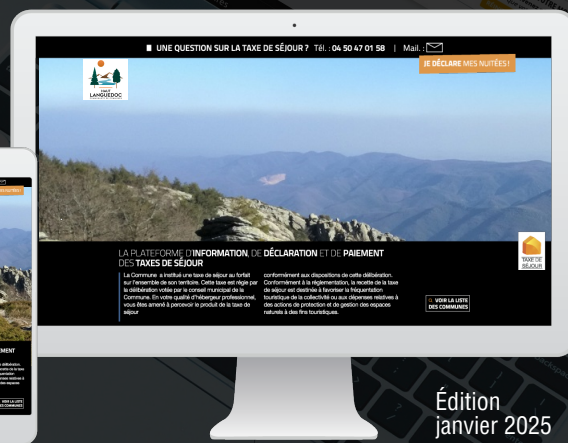 UNE QUESTION SUR LA TAXE DE SÉJOUR ? Tél. : 04 50 47 01 58 | Mail. :
JE DÉCLARE MES NUITÉES !
HAUT
LANGUEDOC
LA PLATEFORME D'INFORMATION, DE DÉCLARATION ET DE PAIEMENT
DES TAXES DE SÉJOUR
La Commune a institué une taxe de séjour au forfait
sur l'ensemble de son territoire. Cette taxe est régie par
la délibération votée par le conseil municipal de la
Commune. En votre qualité d'hébergeur professionnel,
vous êtes amené à percevoir le produit de la taxe de
séjour
conformément aux dispositions de cette délibération.
Conformément à la réglementation, la recette de la taxe
de séjour est destinée à favoriser la fréquentation
touristique de la collectivité ou aux dépenses relatives à
des actions de protection et de gestion des espaces
naturels à des fins touristiques.
TAXE DE
SÉJOUR
VOIR LA LISTE
DES COMMUNES
Édition
janvier 2025